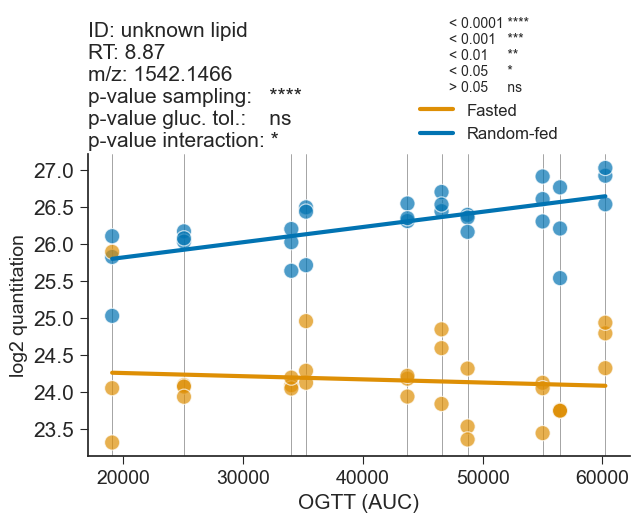 ID: unknown lipid
RT: 8.87
m/z: 1542.1466
p-value sampling: ****
p-value gluc. tol.: ns
p-value interaction: *
< 0.0001 ****
< 0.001 ***
< 0.01 **
< 0.05 *
> 0.05 ns
Fasted
Random-fed
27.0
26.5
26.0
25.5
25.0
24.5
24.0
23.5
log2 quantitation
20000 30000 40000 50000 60000
OGTT (AUC)